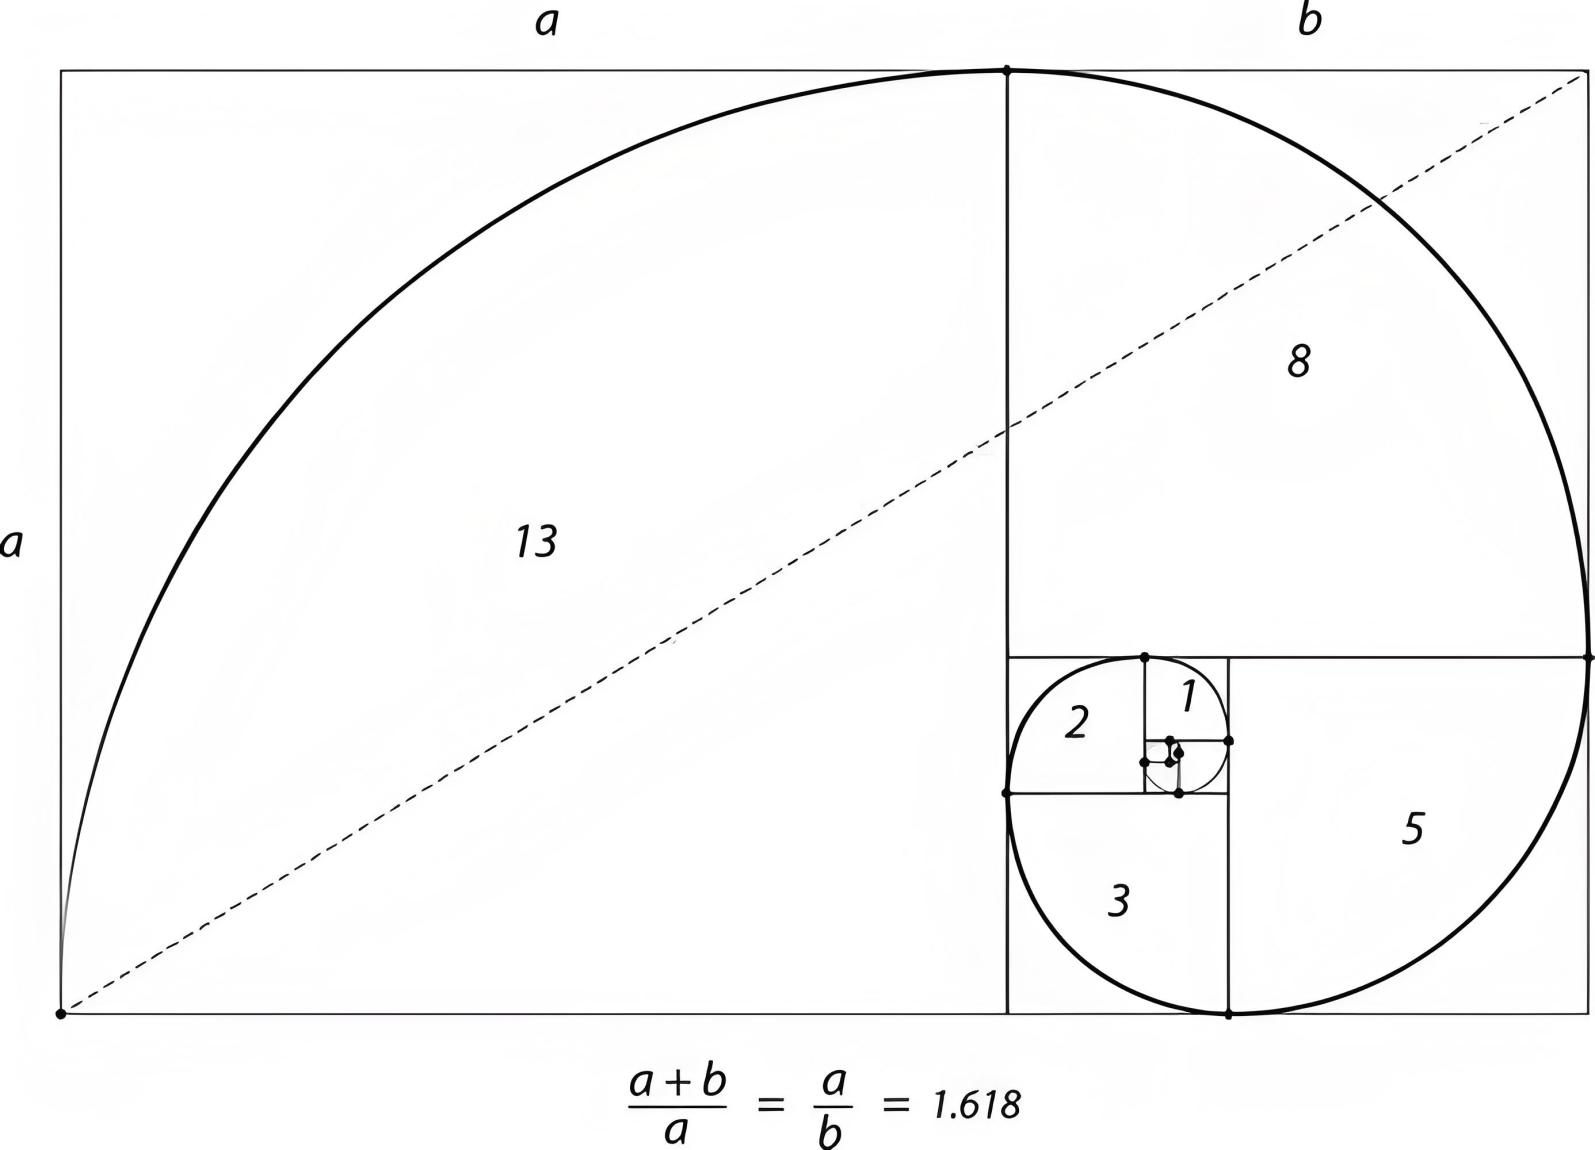 a b
a
13
8
1
2
5
3
(a + b)/a = a/b = 1.618